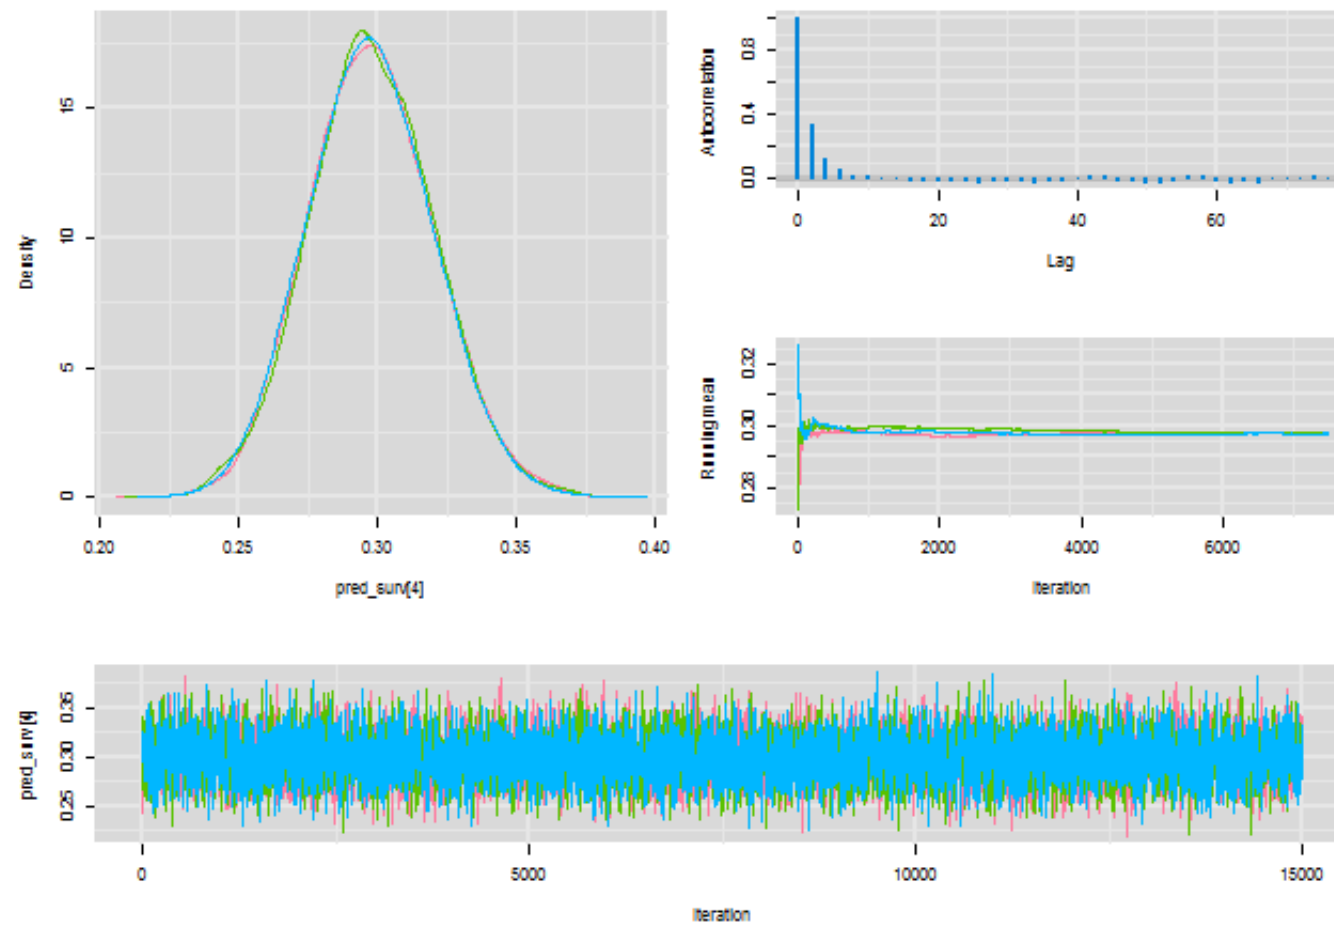 Density
0
5
10
15
0.20 0.25 0.30 0.35 0.40
pred_surv[4]
Autocorrelation
0.0 0.4 0.8
0 20 40 60
Lag
Running mean
0.28 0.30 0.32
0 2000 4000 6000
Iteration
pred_surv[4]
0.25 0.30 0.35
0 5000 10000 15000
Iteration